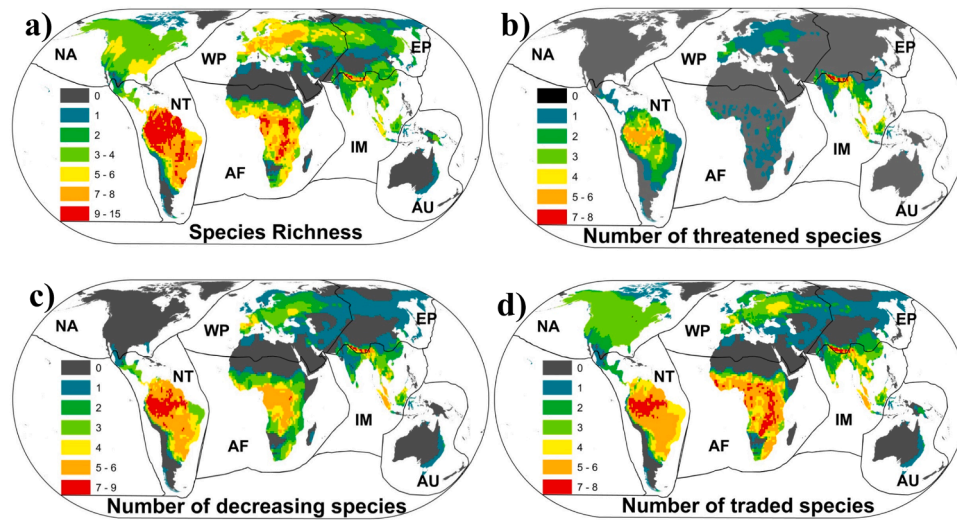 a)
NA
WP
EP
NT
AF
IM
AU
0
1
2
3 - 4
5 - 6
7 - 8
9 - 15
Species Richness
b)
NA
WP
EP
NT
AF
IM
AU
0
1
2
3
4
5 - 6
7 - 8
Number of threatened species
c)
NA
WP
EP
NT
AF
IM
AU
0
1
2
3
4
5 - 6
7 - 9
Number of decreasing species
d)
NA
WP
EP
NT
AF
IM
AU
0
1
2
3
4
5 - 6
7 - 8
Number of traded species